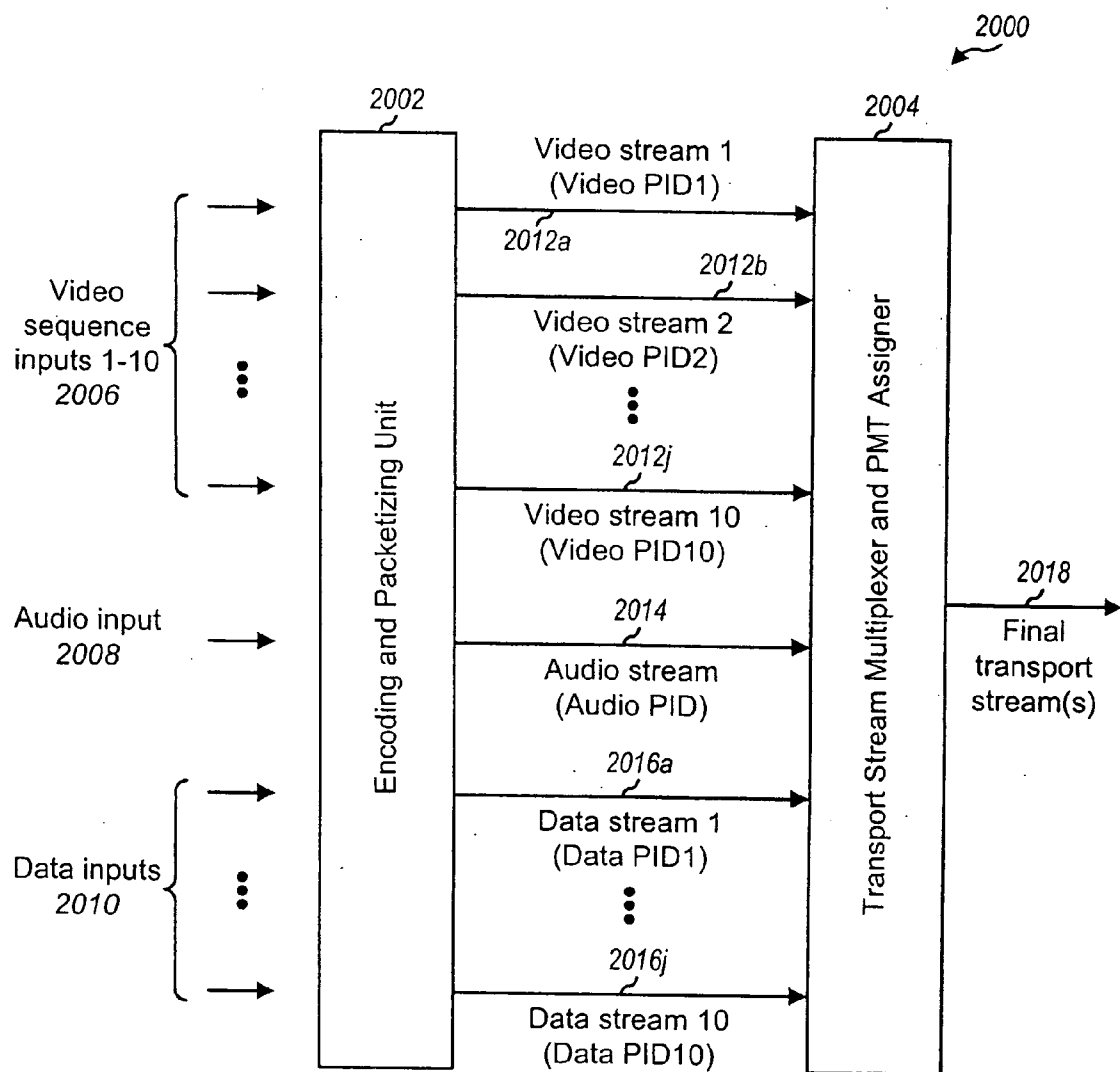 2000
2002
2004
Video stream 1
(Video PID1)
2012a
2012b
Video
sequence
inputs 1-10
2006
Video stream 2
(Video PID2)
2012j
Video stream 10
(Video PID10)
Encoding and Packetizing Unit
Transport Stream Multiplexer and PMT Assigner
2018
Final
transport
stream(s)
Audio input
2008
2014
Audio stream
(Audio PID)
2016a
Data stream 1
(Data PID1)
Data inputs
2010
2016j
Data stream 10
(Data PID10)